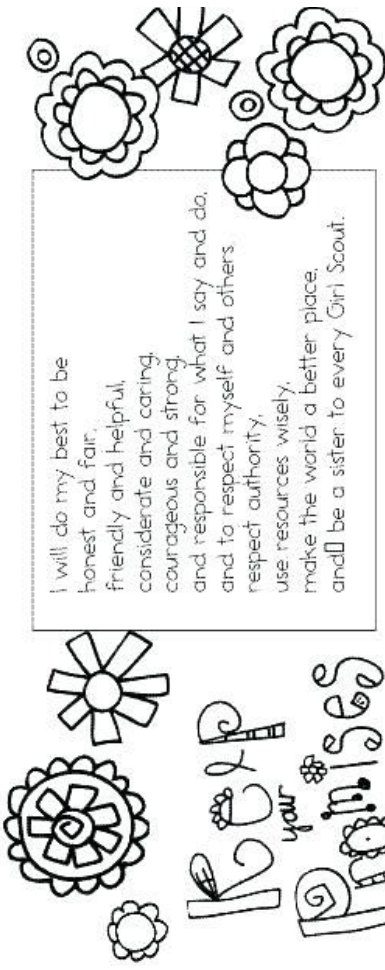 I will do my best to be
honest and fair,
friendly and helpful,
considerate and caring,
courageous and strong,
and responsible for what I say and do,
and to respect myself and others
respect authority,
use resources wisely,
make the world a better place,
and be a sister to every Girl Scout.
Keep
your
Promises